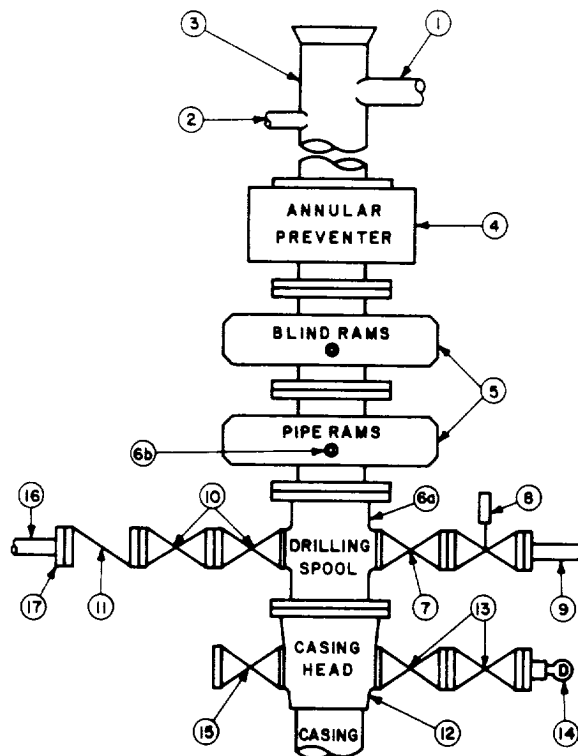 3
1
2
ANNULAR
PREVENTER
4
BLIND RAMS
5
PIPE RAMS
6b
16
10
6a
8
DRILLING
SPOOL
17
11
7
9
13
CASING
HEAD
15
12
14
D
CASING